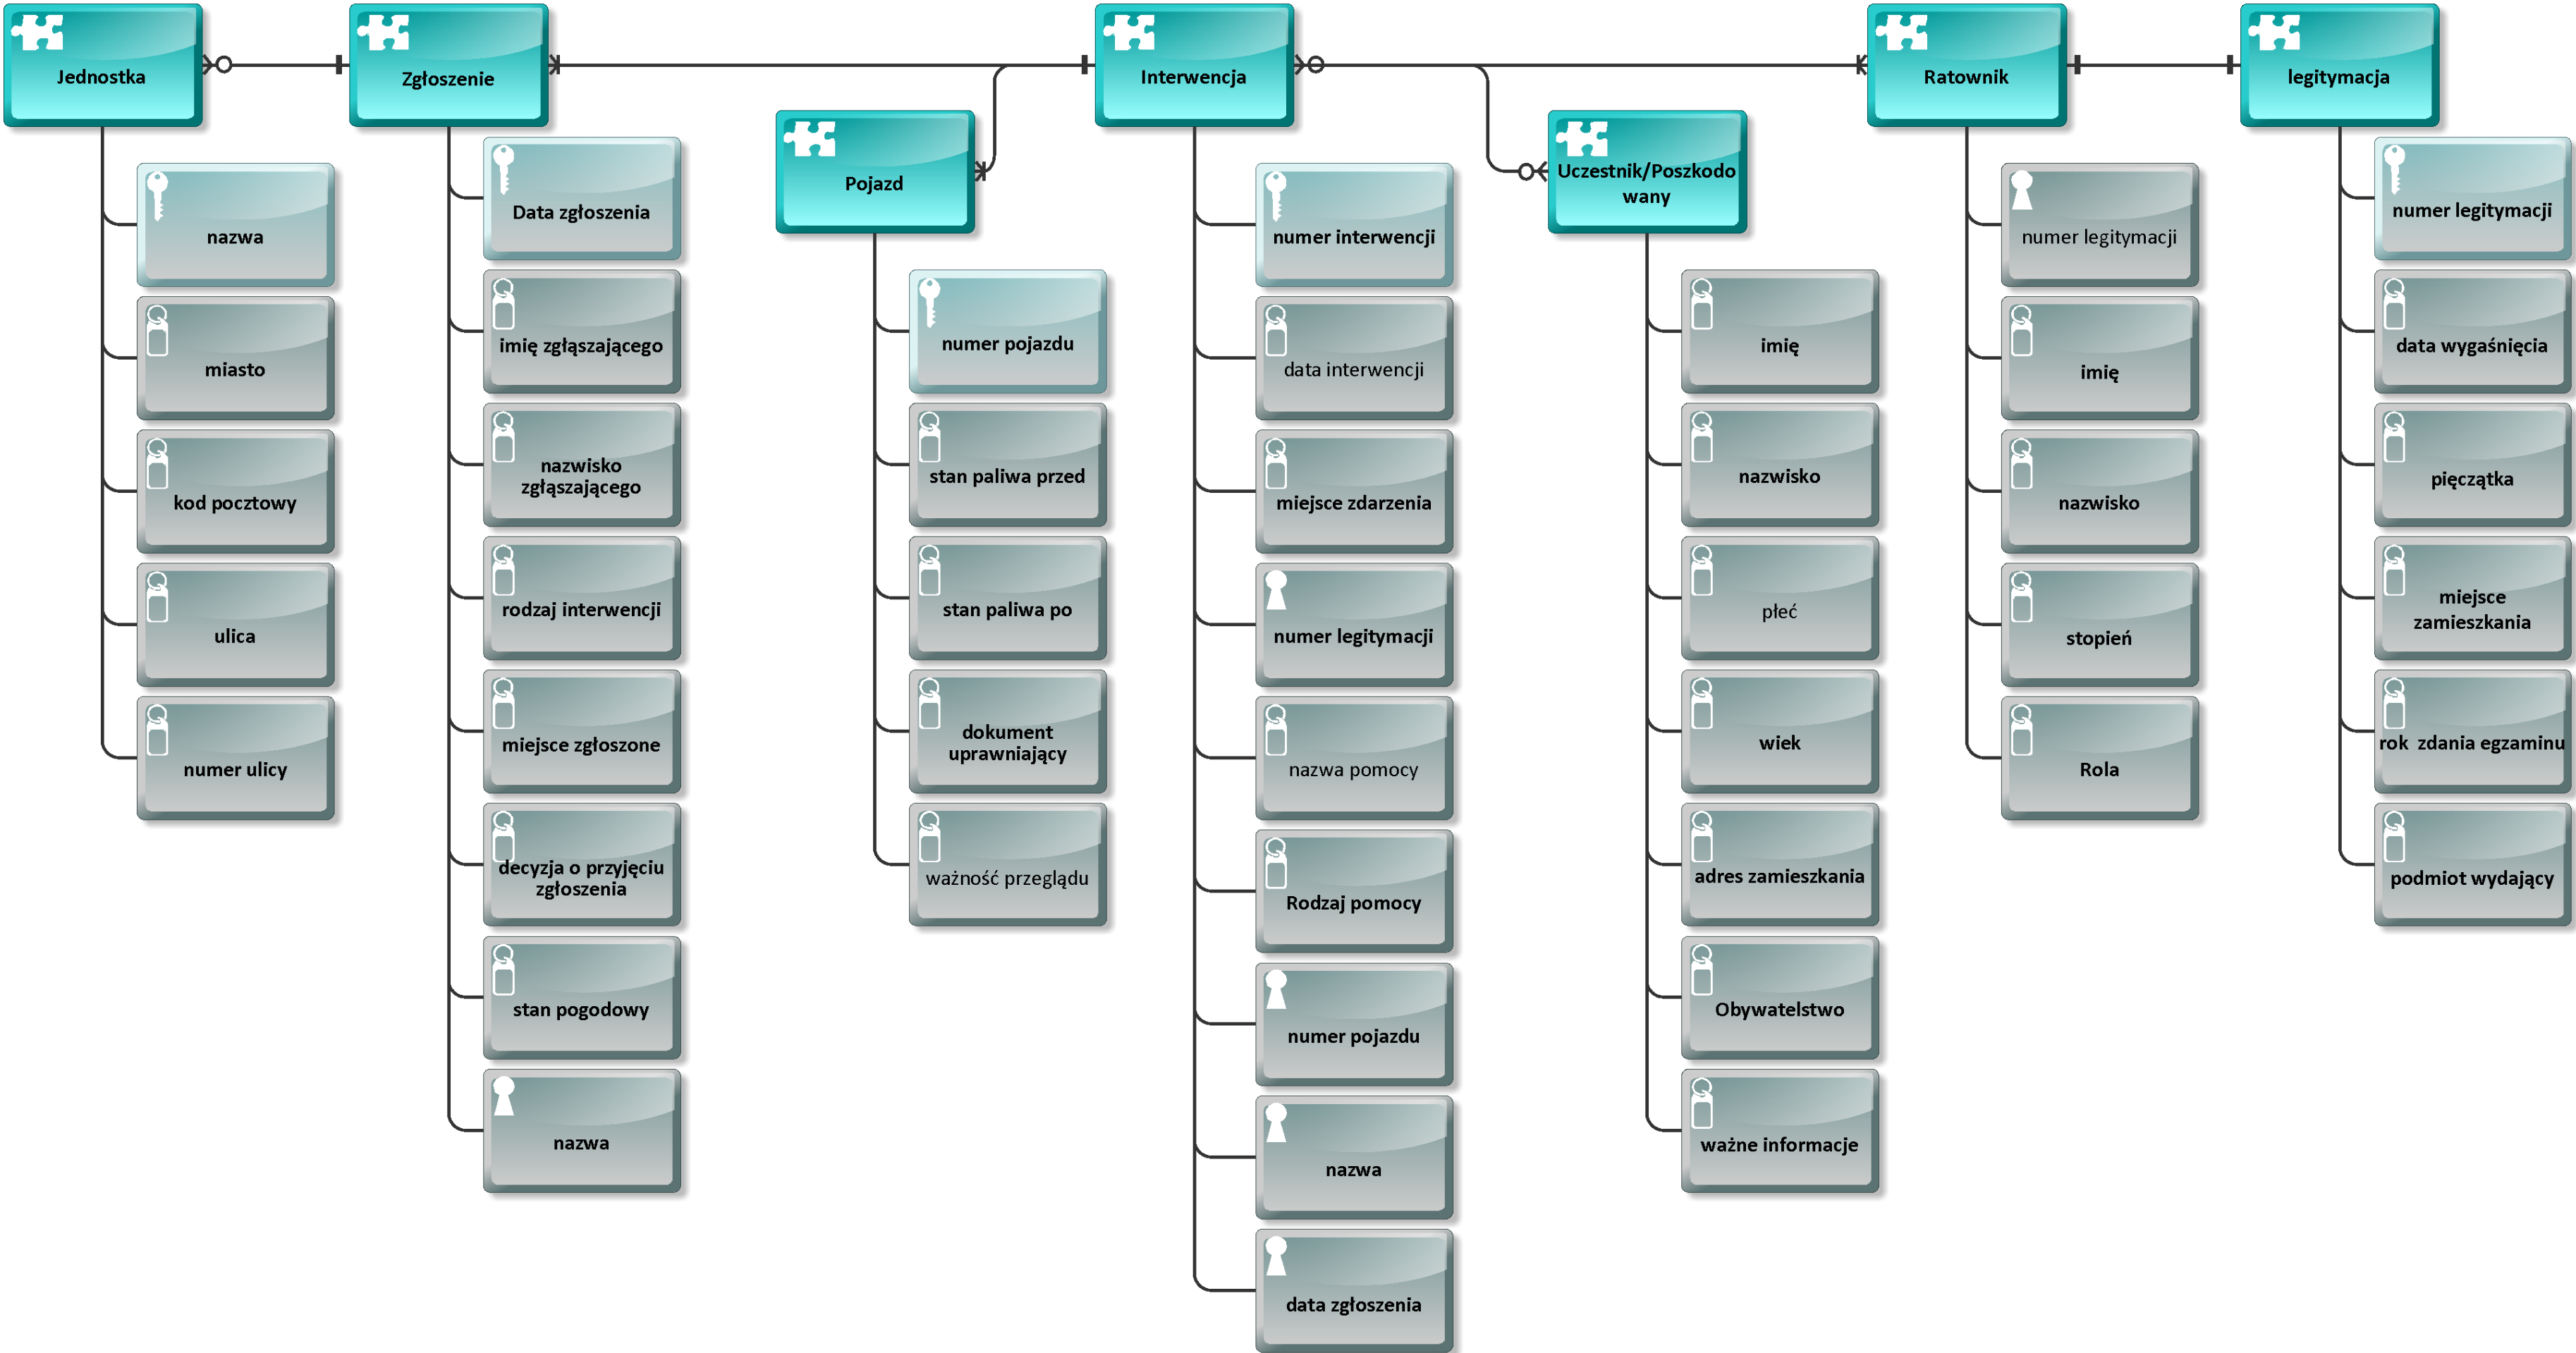 Jednostka
nazwa
miasto
kod pocztowy
ulica
numer ulicy
Zgłoszenie
Data zgłoszenia
imię zgłąszającego
nazwisko
zgłąszającego
rodzaj interwencji
miejsce zgłoszone
decyzja o przyjęciu
zgłoszenia
stan pogodowy
nazwa
Pojazd
numer pojazdu
stan paliwa przed
stan paliwa po
dokument
uprawniający
ważność przeglądu
Interwencja
numer interwencji
data interwencji
miejsce zdarzenia
numer legitymacji
nazwa pomocy
Rodzaj pomocy
numer pojazdu
nazwa
data zgłoszenia
Uczestnik/Poszkodo
wany
imię
nazwisko
płeć
wiek
adres zamieszkania
Obywatelstwo
ważne informacje
Ratownik
numer legitymacji
imię
nazwisko
stopień
Rola
legitymacja
numer legitymacji
data wygaśnięcia
pięczątka
miejsce
zamieszkania
rok zdania egzaminu
podmiot wydający